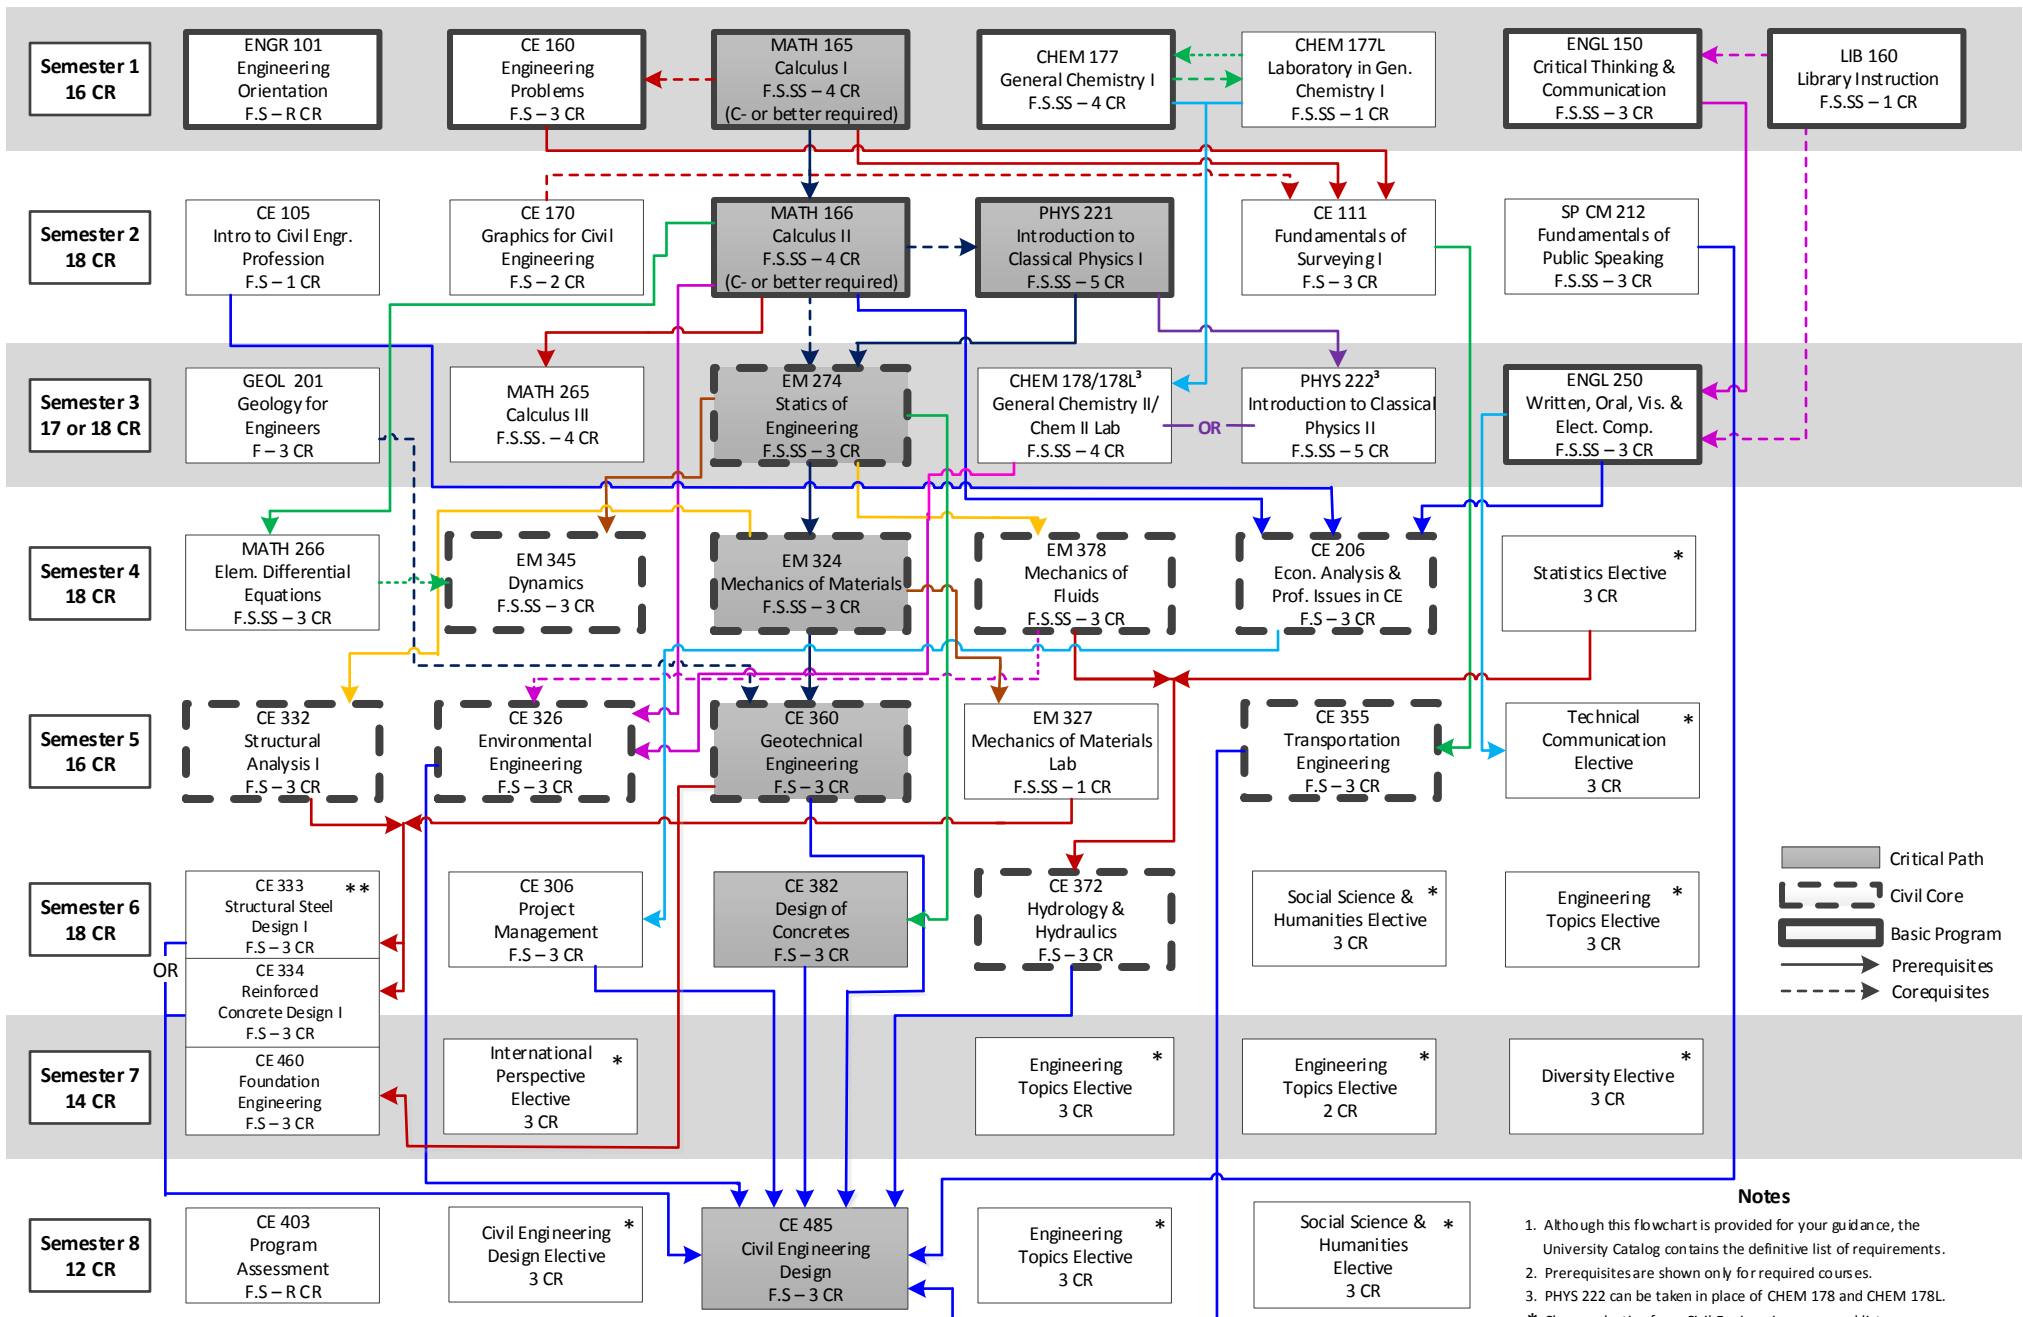 Semester 1
16 CR
ENGR 101
Engineering
Orientation
F.S – R CR
CE 160
Engineering
Problems
F.S – 3 CR
MATH 165
Calculus I
F.S.SS – 4 CR
(C- or better required)
CHEM 177
General Chemistry I
F.S.SS – 4 CR
CHEM 177L
Laboratory in Gen.
Chemistry I
F.S.SS – 1 CR
ENGL 150
Critical Thinking &
Communication
F.S.SS – 3 CR
LIB 160
Library Instruction
F.S.SS – 1 CR
Semester 2
18 CR
CE 105
Intro to Civil Engr.
Profession
F.S – 1 CR
CE 170
Graphics for Civil
Engineering
F.S – 2 CR
MATH 166
Calculus II
F.S.SS – 4 CR
(C- or better required)
PHYS 221
Introduction to
Classical Physics I
F.S.SS – 5 CR
CE 111
Fundamentals of
Surveying I
F.S – 3 CR
SP CM 212
Fundamentals of
Public Speaking
F.S.SS – 3 CR
Semester 3
17 or 18 CR
GEOL 201
Geology for
Engineers
F – 3 CR
MATH 265
Calculus III
F.S.SS. – 4 CR
EM 274
Statics of
Engineering
F.S.SS – 3 CR
CHEM 178/178L³
General Chemistry II/
Chem II Lab
F.S.SS – 4 CR
OR
PHYS 222³
Introduction to Classical
Physics II
F.S.SS – 5 CR
ENGL 250
Written, Oral, Vis. &
Elect. Comp.
F.S.SS – 3 CR
Semester 4
18 CR
MATH 266
Elem. Differential
Equations
F.S.SS – 3 CR
EM 345
Dynamics
F.S.SS – 3 CR
EM 324
Mechanics of Materials
F.S.SS – 3 CR
EM 378
Mechanics of
Fluids
F.S.SS – 3 CR
CE 206
Econ. Analysis &
Prof. Issues in CE
F.S – 3 CR
Statistics Elective *
3 CR
Semester 5
16 CR
CE 332
Structural
Analysis I
F.S – 3 CR
CE 326
Environmental
Engineering
F.S – 3 CR
CE 360
Geotechnical
Engineering
F.S – 3 CR
EM 327
Mechanics of Materials
Lab
F.S.SS – 1 CR
CE 355
Transportation
Engineering
F.S – 3 CR
Technical *
Communication
Elective
3 CR
Semester 6
18 CR
CE 333 **
Structural Steel
Design I
F.S – 3 CR
OR
CE 334
Reinforced
Concrete Design I
F.S – 3 CR
CE 306
Project
Management
F.S – 3 CR
CE 382
Design of
Concretes
F.S – 3 CR
CE 372
Hydrology &
Hydraulics
F.S – 3 CR
Social Science & *
Humanities Elective
3 CR
Engineering *
Topics Elective
3 CR
Critical Path
Civil Core
Basic Program
Prerequisites
Corequisites
Semester 7
14 CR
CE 460
Foundation
Engineering
F.S – 3 CR
International *
Perspective
Elective
3 CR
Engineering *
Topics Elective
3 CR
Engineering *
Topics Elective
2 CR
Diversity Elective *
3 CR
Semester 8
12 CR
CE 403
Program
Assessment
F.S – R CR
Civil Engineering *
Design Elective
3 CR
CE 485
Civil Engineering
Design
F.S – 3 CR
Engineering *
Topics Elective
3 CR
Social Science & *
Humanities
Elective
3 CR
Notes
1. Although this flowchart is provided for your guidance, the
University Catalog contains the definitive list of requirements.
2. Prerequisites are shown only for required courses.
3. PHYS 222 can be taken in place of CHEM 178 and CHEM 178L.